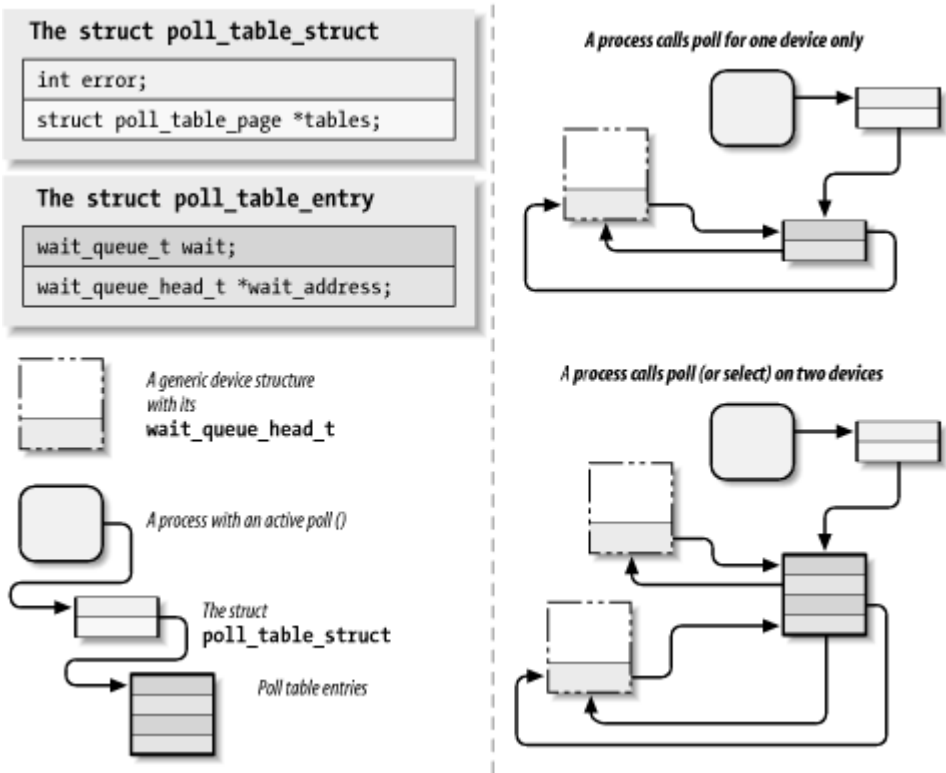 The struct poll_table_struct
int error;
struct poll_table_page *tables;
The struct poll_table_entry
wait_queue_t wait;
wait_queue_head_t *wait_address;
A generic device structure
with its
wait_queue_head_t
A process with an active poll ()
The struct
poll_table_struct
Poll table entries
A process calls poll for one device only
A process calls poll (or select) on two devices